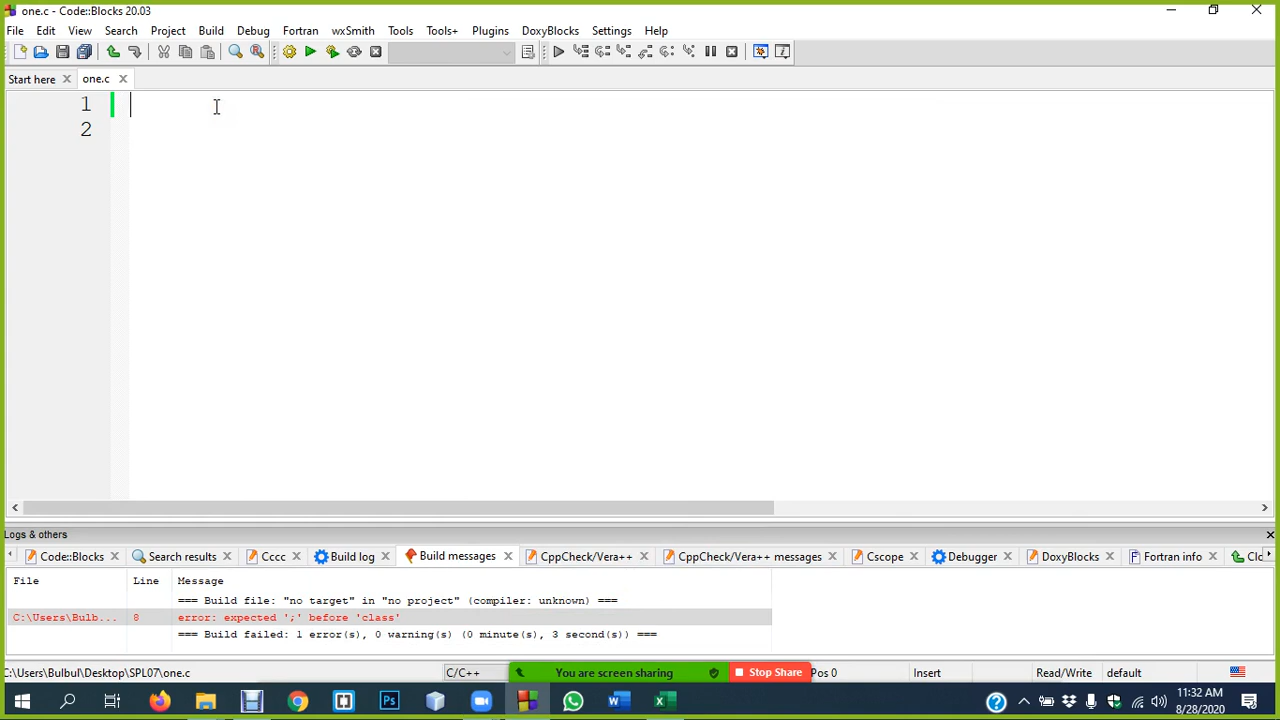 one.c - Code::Blocks 20.03
File Edit View Search Project Build Debug Fortran wxSmith Tools Tools+ Plugins DoxyBlocks Settings Help
Start here one.c
1
2
Logs & others
Code::Blocks Search results Cccc Build log Build messages CppCheck/Vera++ CppCheck/Vera++ messages Cscope Debugger DoxyBlocks Fortran info Clo
File Line Message
=== Build file: "no target" in "no project" (compiler: unknown) ===
C:\Users\Bulb... 8 error: expected ';' before 'class'
=== Build failed: 1 error(s), 0 warning(s) (0 minute(s), 3 second(s)) ===
C:\Users\Bulbul\Desktop\SPL07\one.c C/C++ You are screen sharing Stop Share Pos 0 Insert Read/Write default
Ps
11:32 AM
8/28/2020